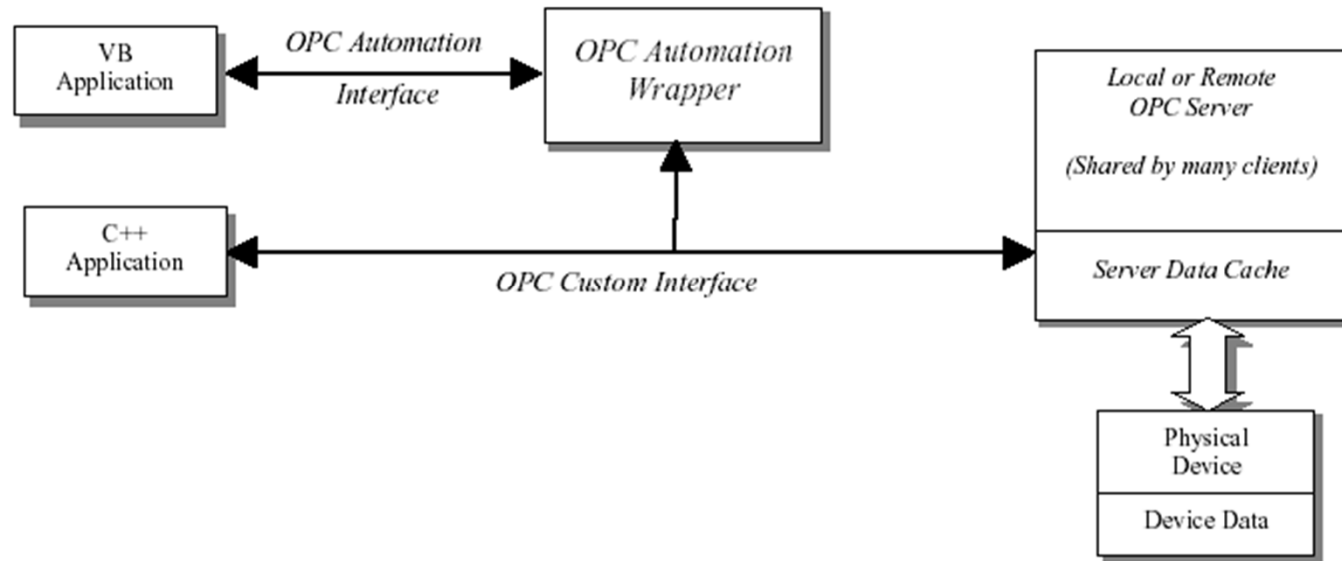 VB
Application
OPC Automation
Interface
OPC Automation
Wrapper
Local or Remote
OPC Server
(Shared by many clients)
C++
Application
OPC Custom Interface
Server Data Cache
Physical
Device
Device Data